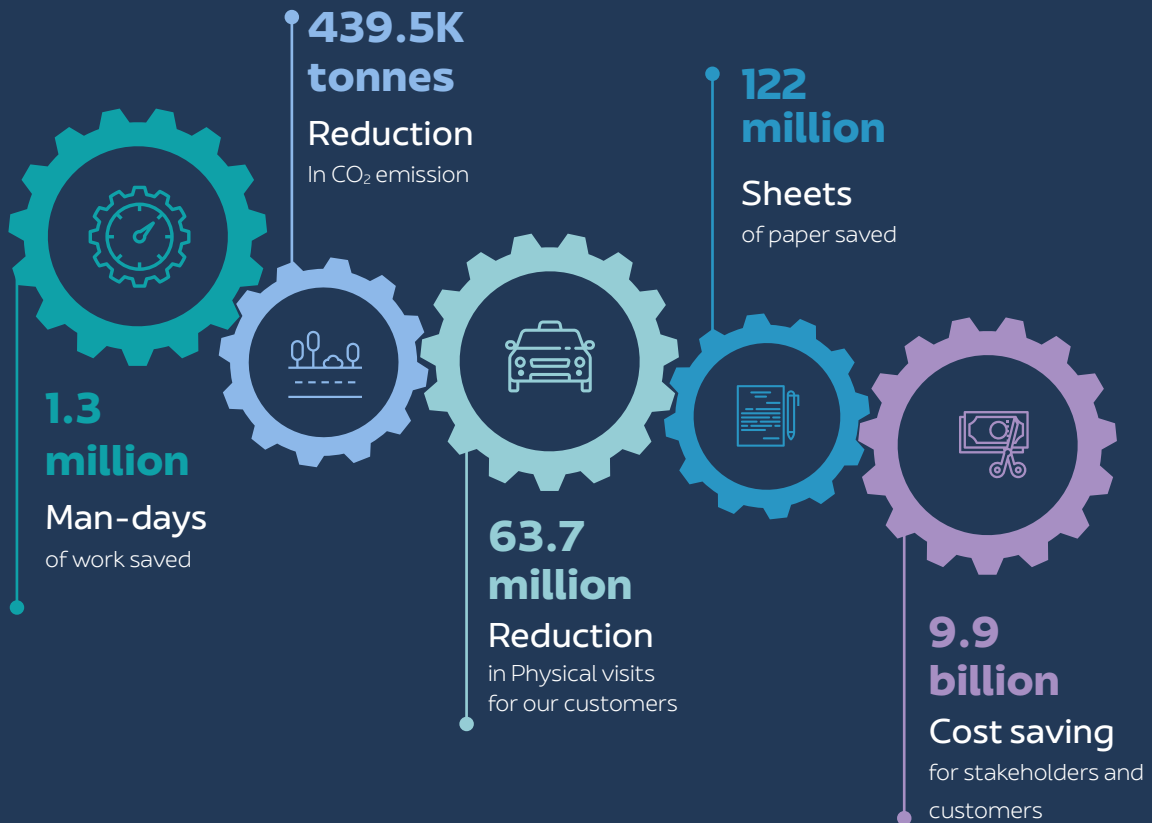 439.5K
tonnes
Reduction
In CO₂ emission
122
million
Sheets
of paper saved
1.3
million
Man-days
of work saved
63.7
million
Reduction
in Physical visits
for our customers
9.9
billion
Cost saving
for stakeholders and
customers